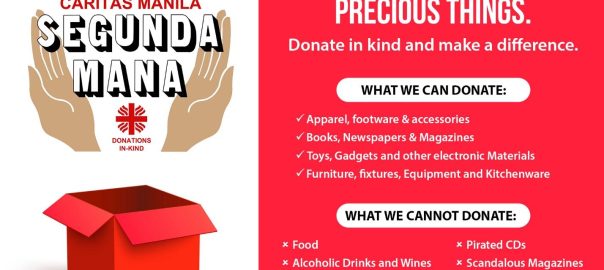 CARITAS MANILA
SEGUNDA
MANA
DONATIONS
IN-KIND
PRECIOUS THINGS.
Donate in kind and make a difference.
WHAT WE CAN DONATE:
✓ Apparel, footware & accessories
✓ Books, Newspapers & Magazines
✓ Toys, Gadgets and other electronic Materials
✓ Furniture, fixtures, Equipment and Kitchenware
WHAT WE CANNOT DONATE:
× Food
× Alcoholic Drinks and Wines
× Pirated CDs
× Scandalous Magazines